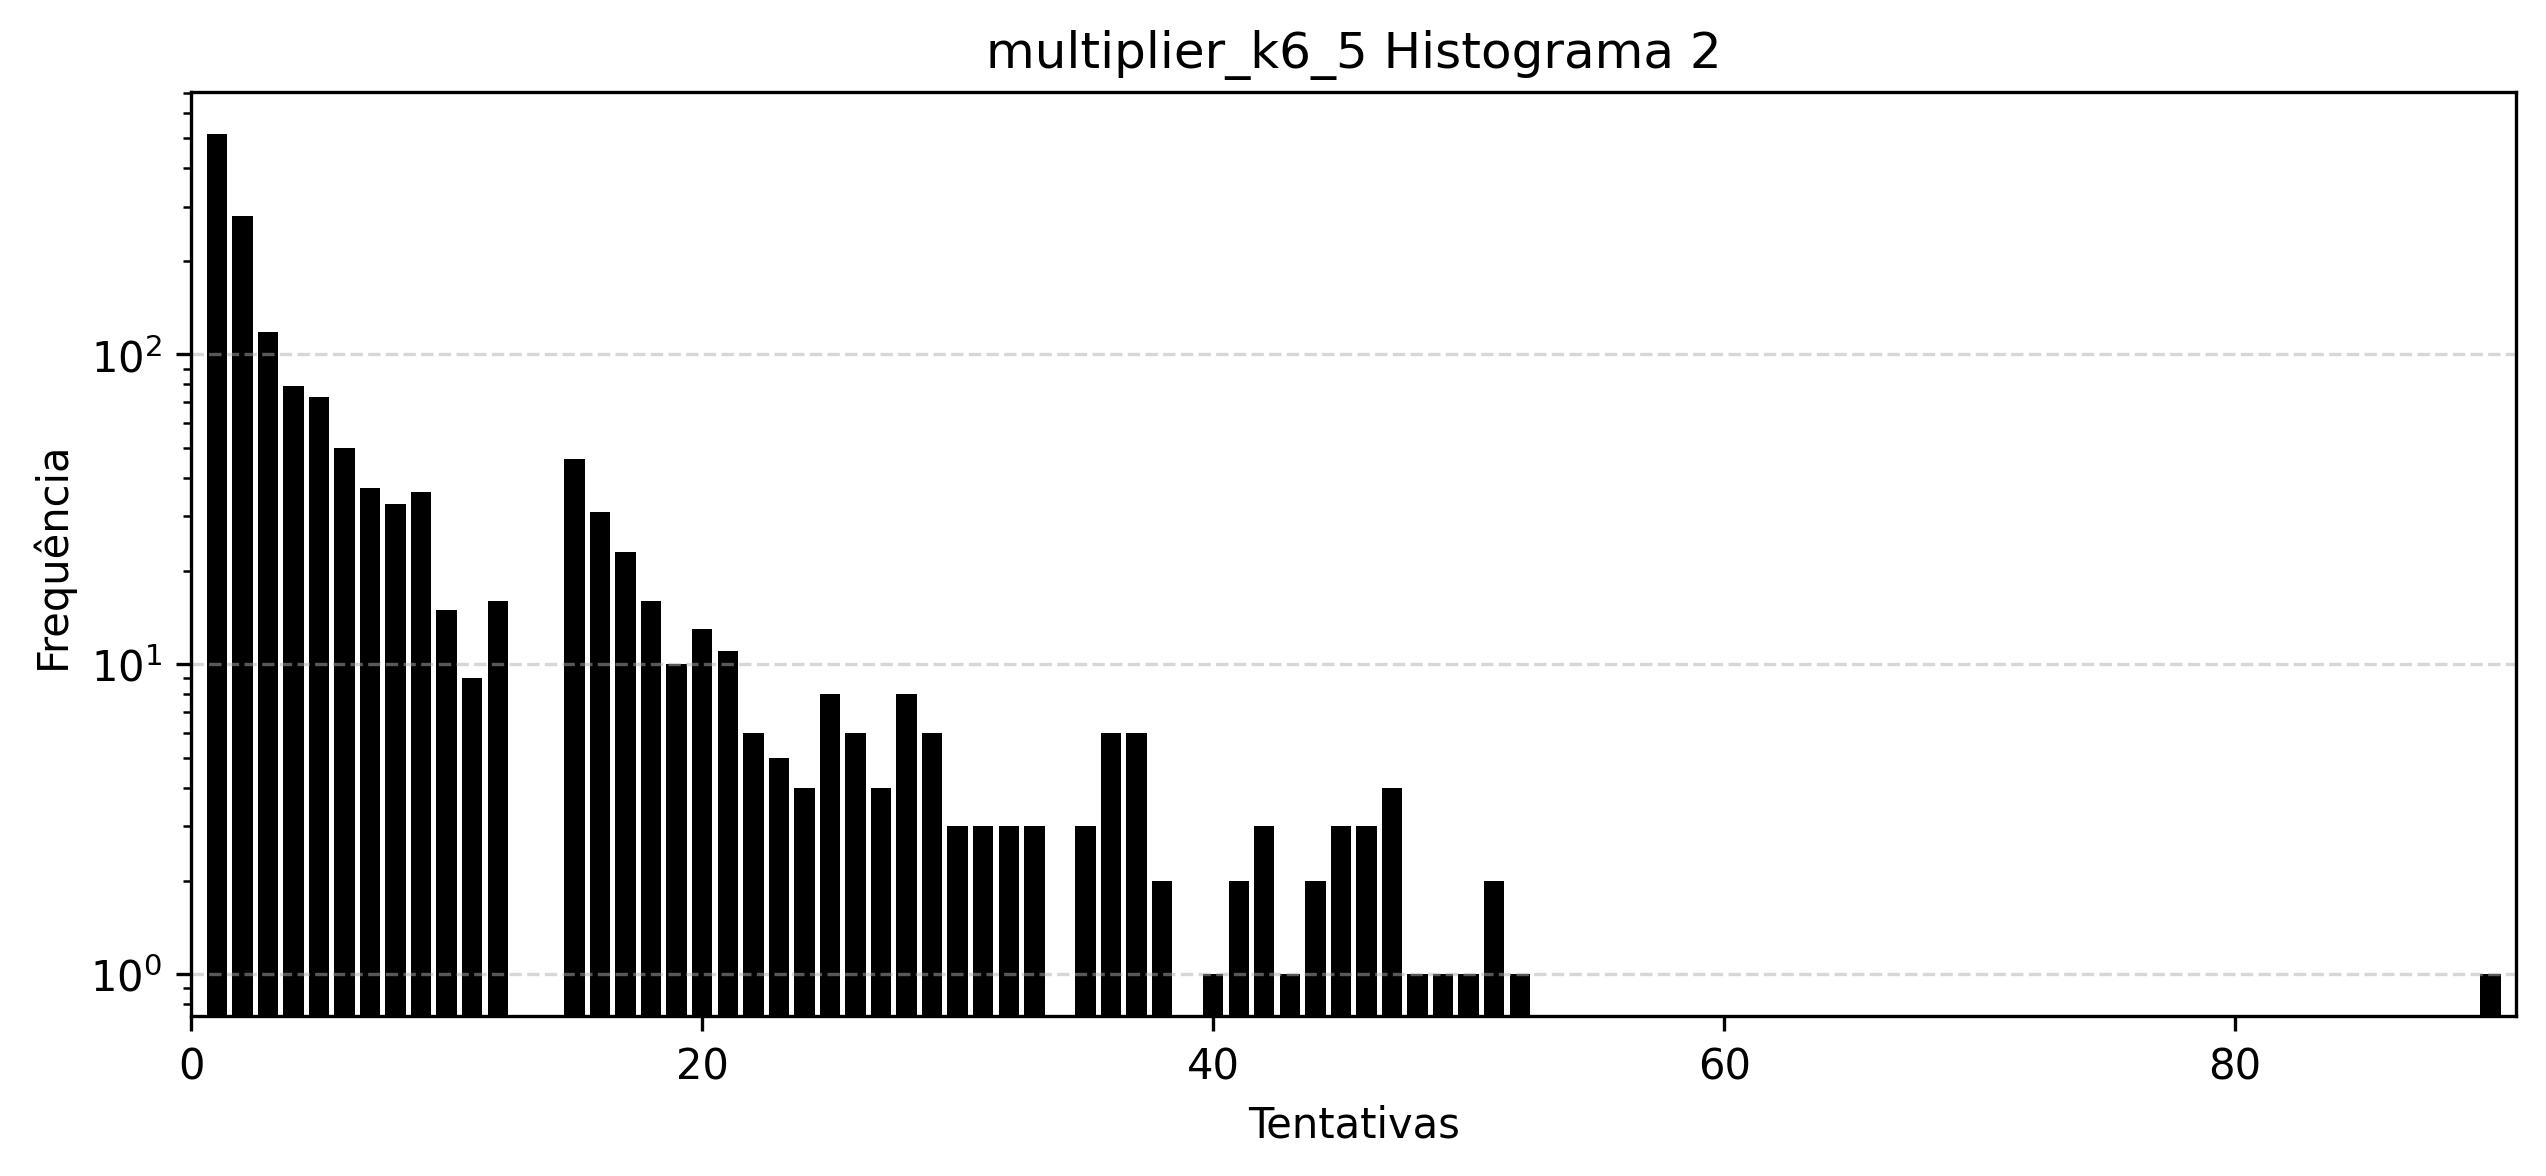 multiplier_k6_5 Histograma 2
Frequência
10²
10¹
10⁰
0 20 40 60 80
Tentativas